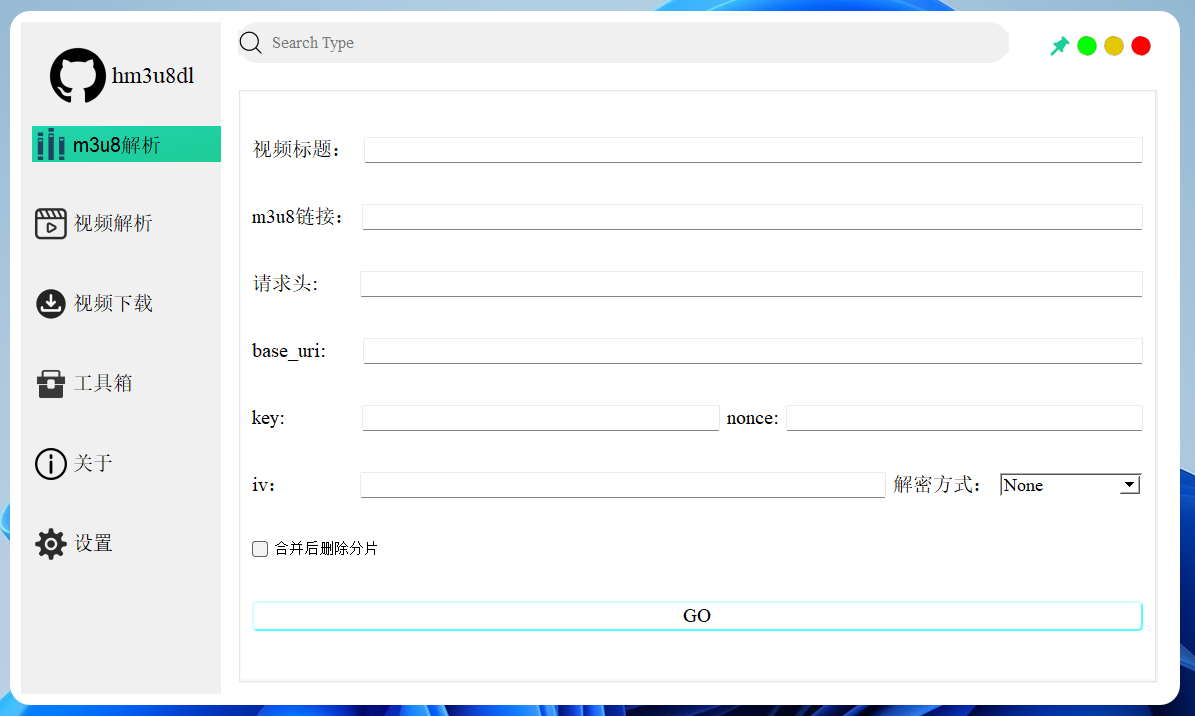 Search Type
hm3u8dl
m3u8解析
视频解析
视频下载
工具箱
关于
设置
视频标题：
m3u8链接：
请求头:
base_uri:
key:
nonce:
iv：
解密方式：
None
合并后删除分片
GO